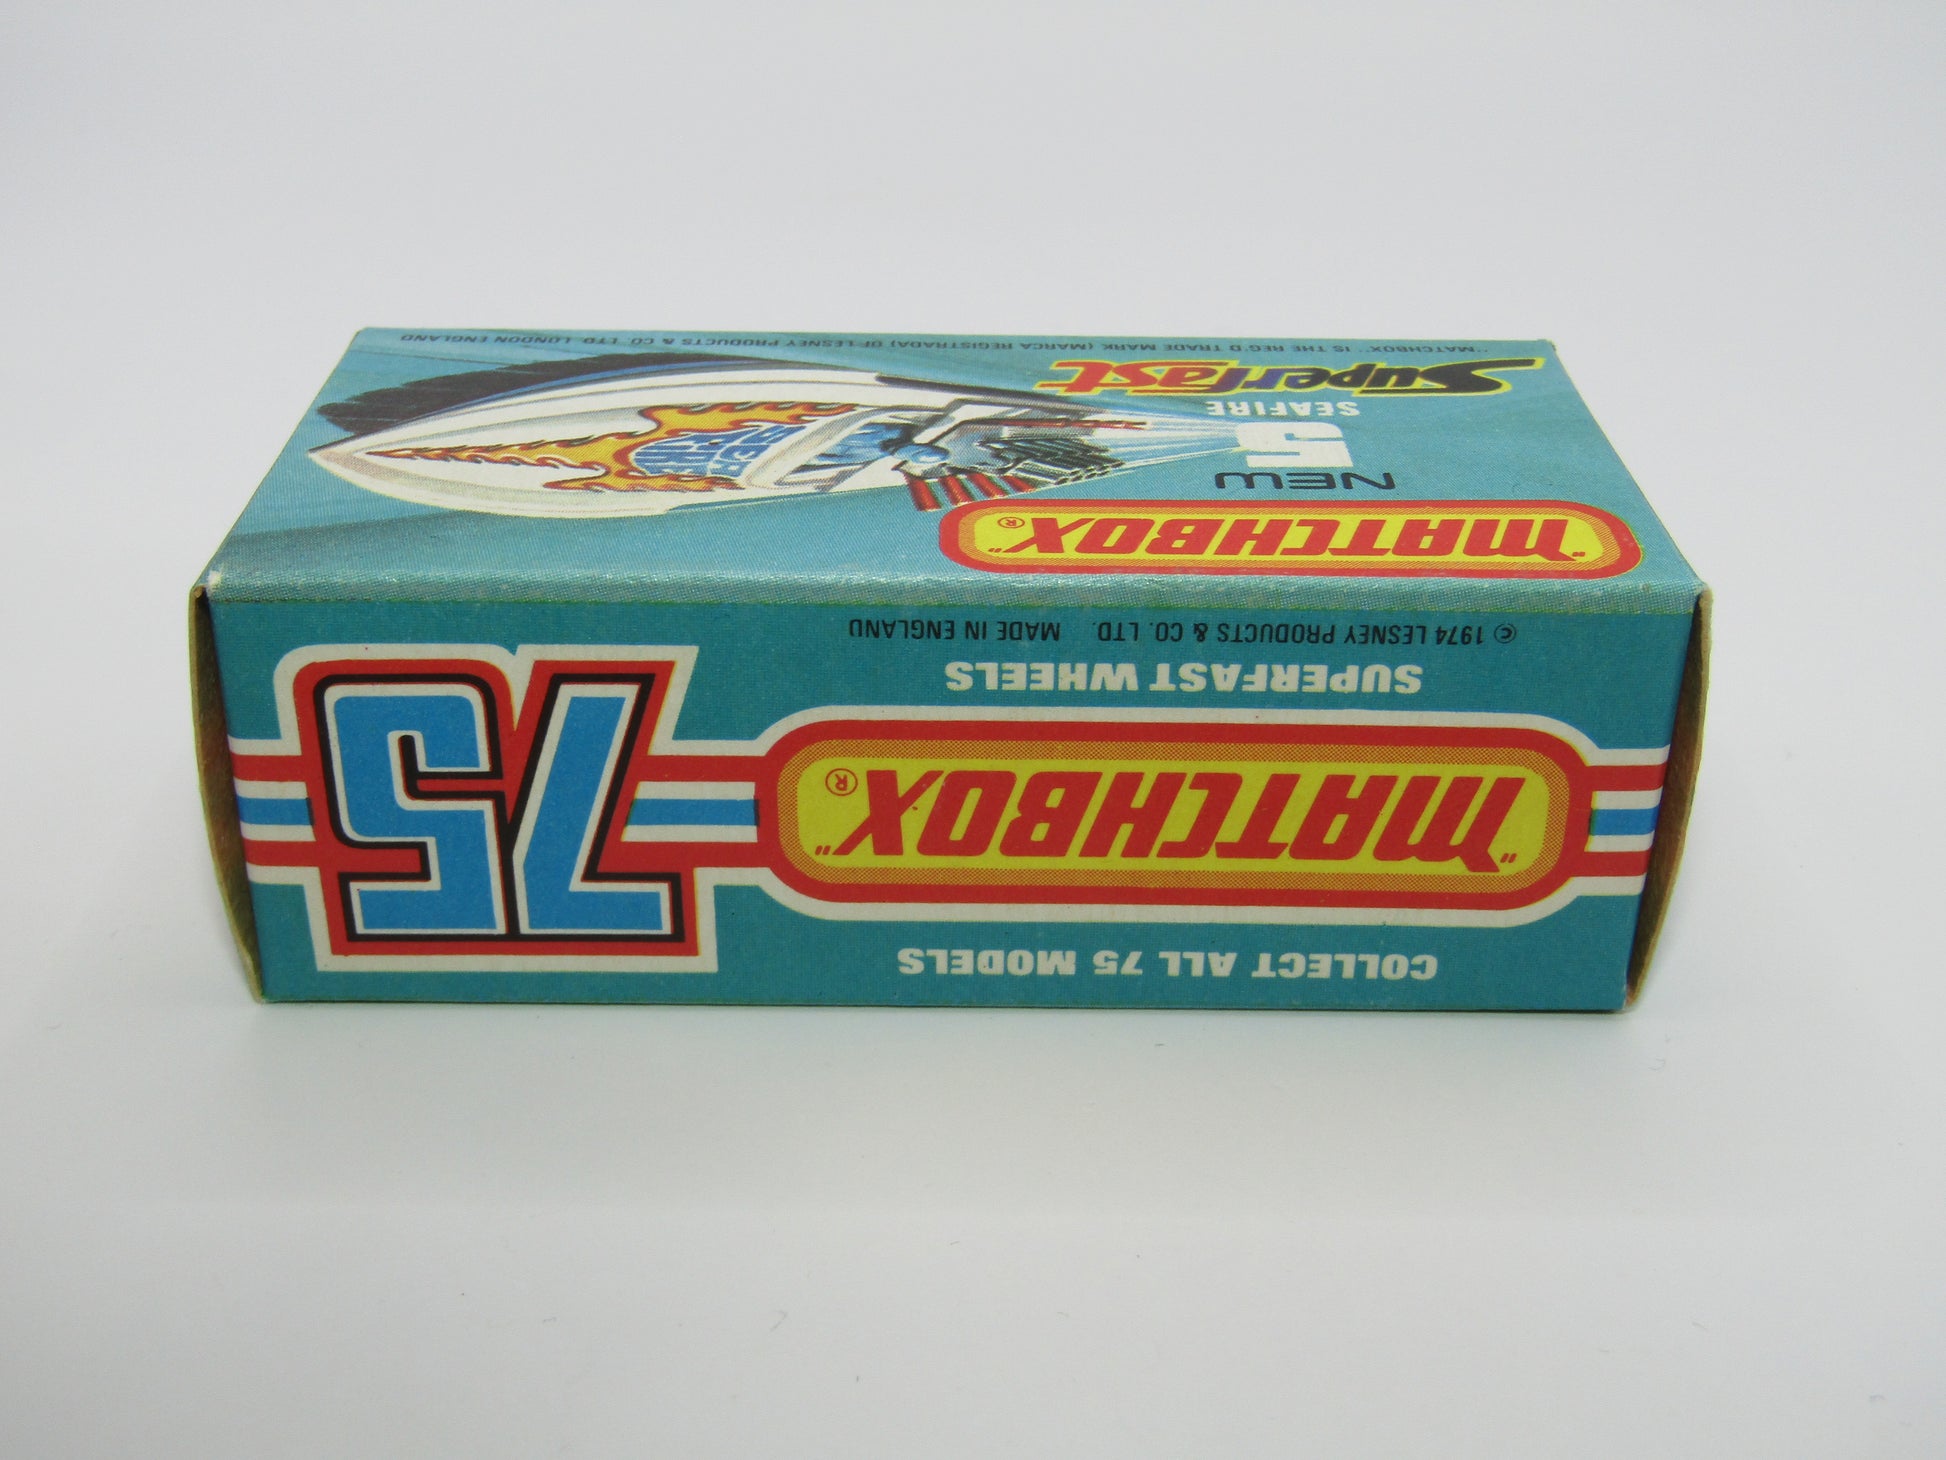 "MATCHBOX"®
NEW
5
SEAFIRE
Superfast
"MATCHBOX" IS THE REG'D TRADE MARK (MARCA REGISTRADA) OF LESNEY PRODUCTS & CO. LTD. LONDON ENGLAND
COLLECT ALL 75 MODELS
"MATCHBOX"®
75
SUPERFAST WHEELS
© 1974 LESNEY PRODUCTS & CO. LTD. MADE IN ENGLAND